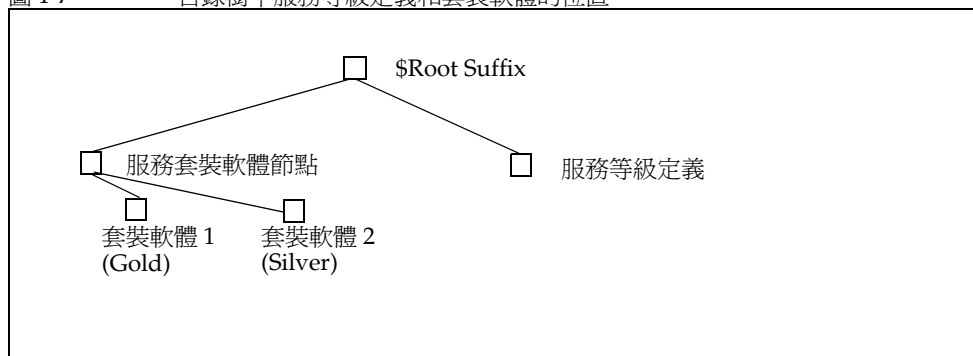 $Root Suffix
服務套裝軟體節點
服務等級定義
套裝軟體 1
(Gold)
套裝軟體 2
(Silver)